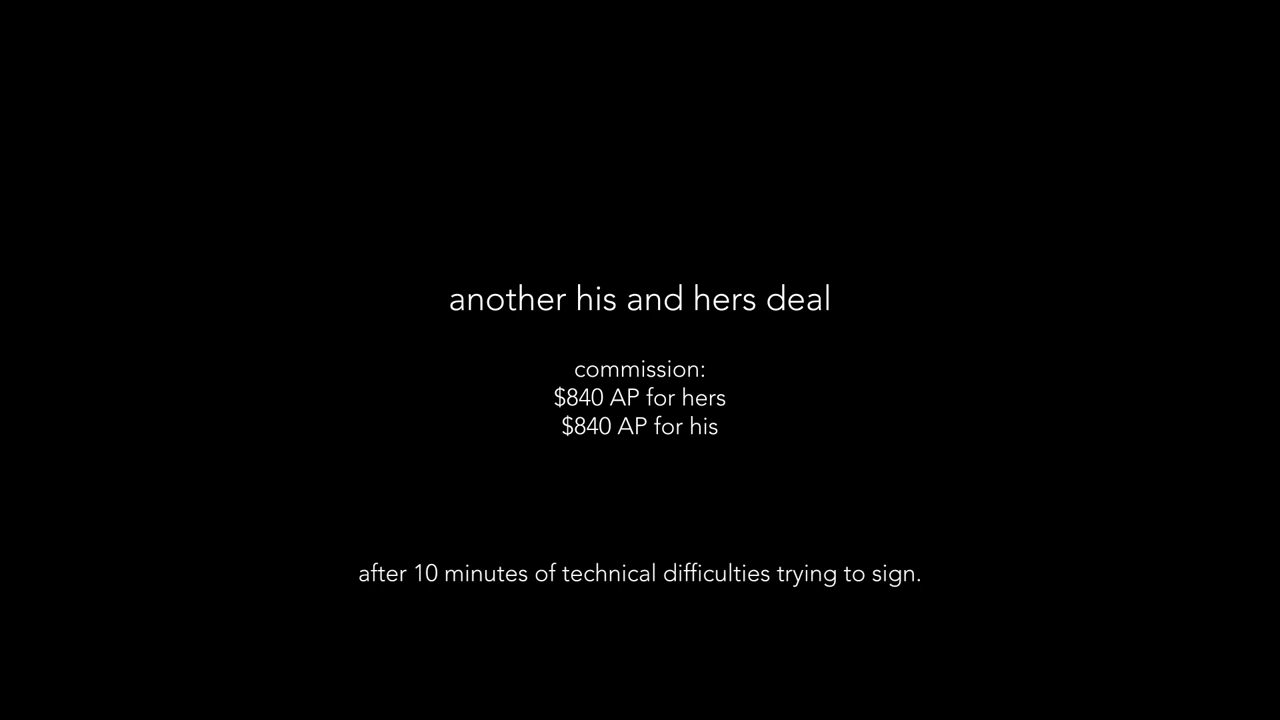 another his and hers deal
commission:
$840 AP for hers
$840 AP for his
after 10 minutes of technical difficulties trying to sign.